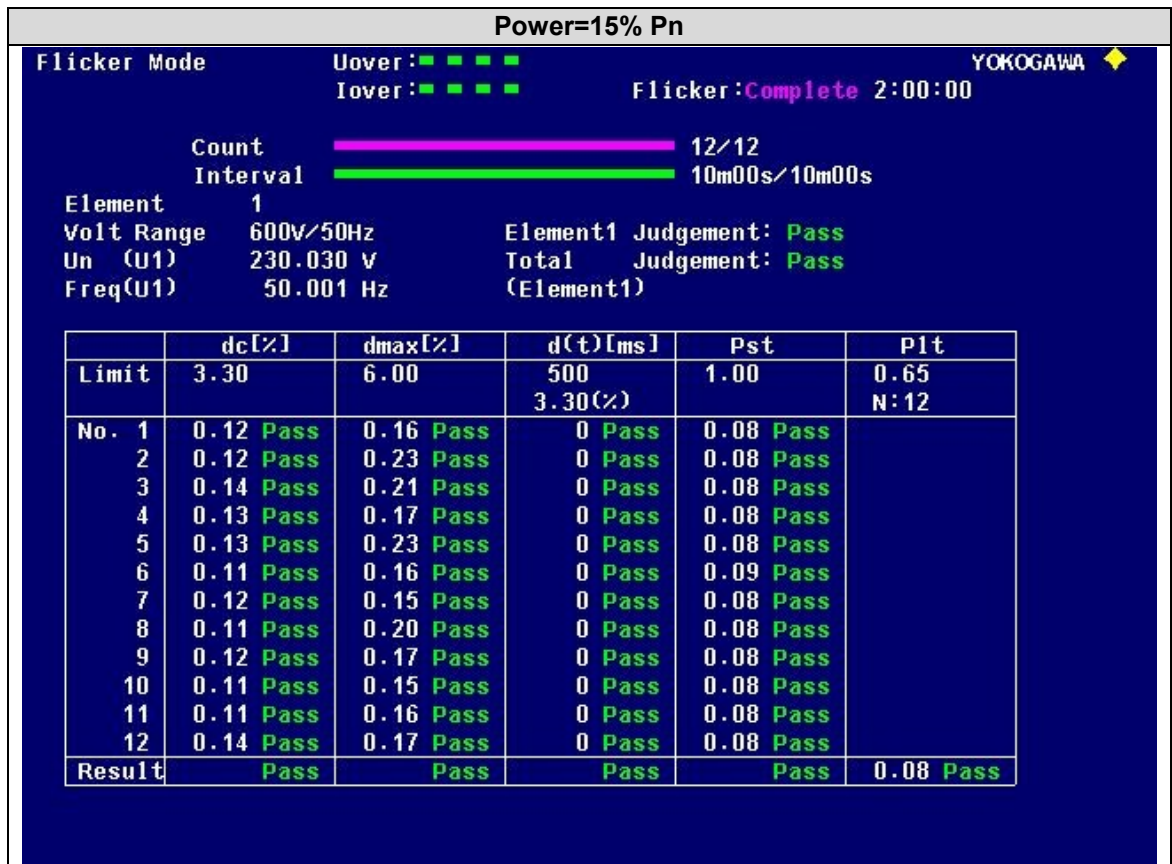 Power=15% Pn
Flicker Mode Uover: YOKOGAWA
Iover: Flicker:Complete 2:00:00
Count 12/12
Interval 10m00s/10m00s
Element 1
Volt Range 600V/50Hz Element1 Judgement: Pass
Un (U1) 230.030 V Total Judgement: Pass
Freq(U1) 50.001 Hz (Element1)
dc[%] dmax[%] d(t)[ms] Pst Plt
Limit 3.30 6.00 500 1.00 0.65
3.30(%) N:12
No. 1 0.12 Pass 0.16 Pass 0 Pass 0.08 Pass
2 0.12 Pass 0.23 Pass 0 Pass 0.08 Pass
3 0.14 Pass 0.21 Pass 0 Pass 0.08 Pass
4 0.13 Pass 0.17 Pass 0 Pass 0.08 Pass
5 0.13 Pass 0.23 Pass 0 Pass 0.08 Pass
6 0.11 Pass 0.16 Pass 0 Pass 0.09 Pass
7 0.12 Pass 0.15 Pass 0 Pass 0.08 Pass
8 0.11 Pass 0.20 Pass 0 Pass 0.08 Pass
9 0.12 Pass 0.17 Pass 0 Pass 0.08 Pass
10 0.11 Pass 0.15 Pass 0 Pass 0.08 Pass
11 0.11 Pass 0.16 Pass 0 Pass 0.08 Pass
12 0.14 Pass 0.17 Pass 0 Pass 0.08 Pass
Result Pass Pass Pass Pass 0.08 Pass